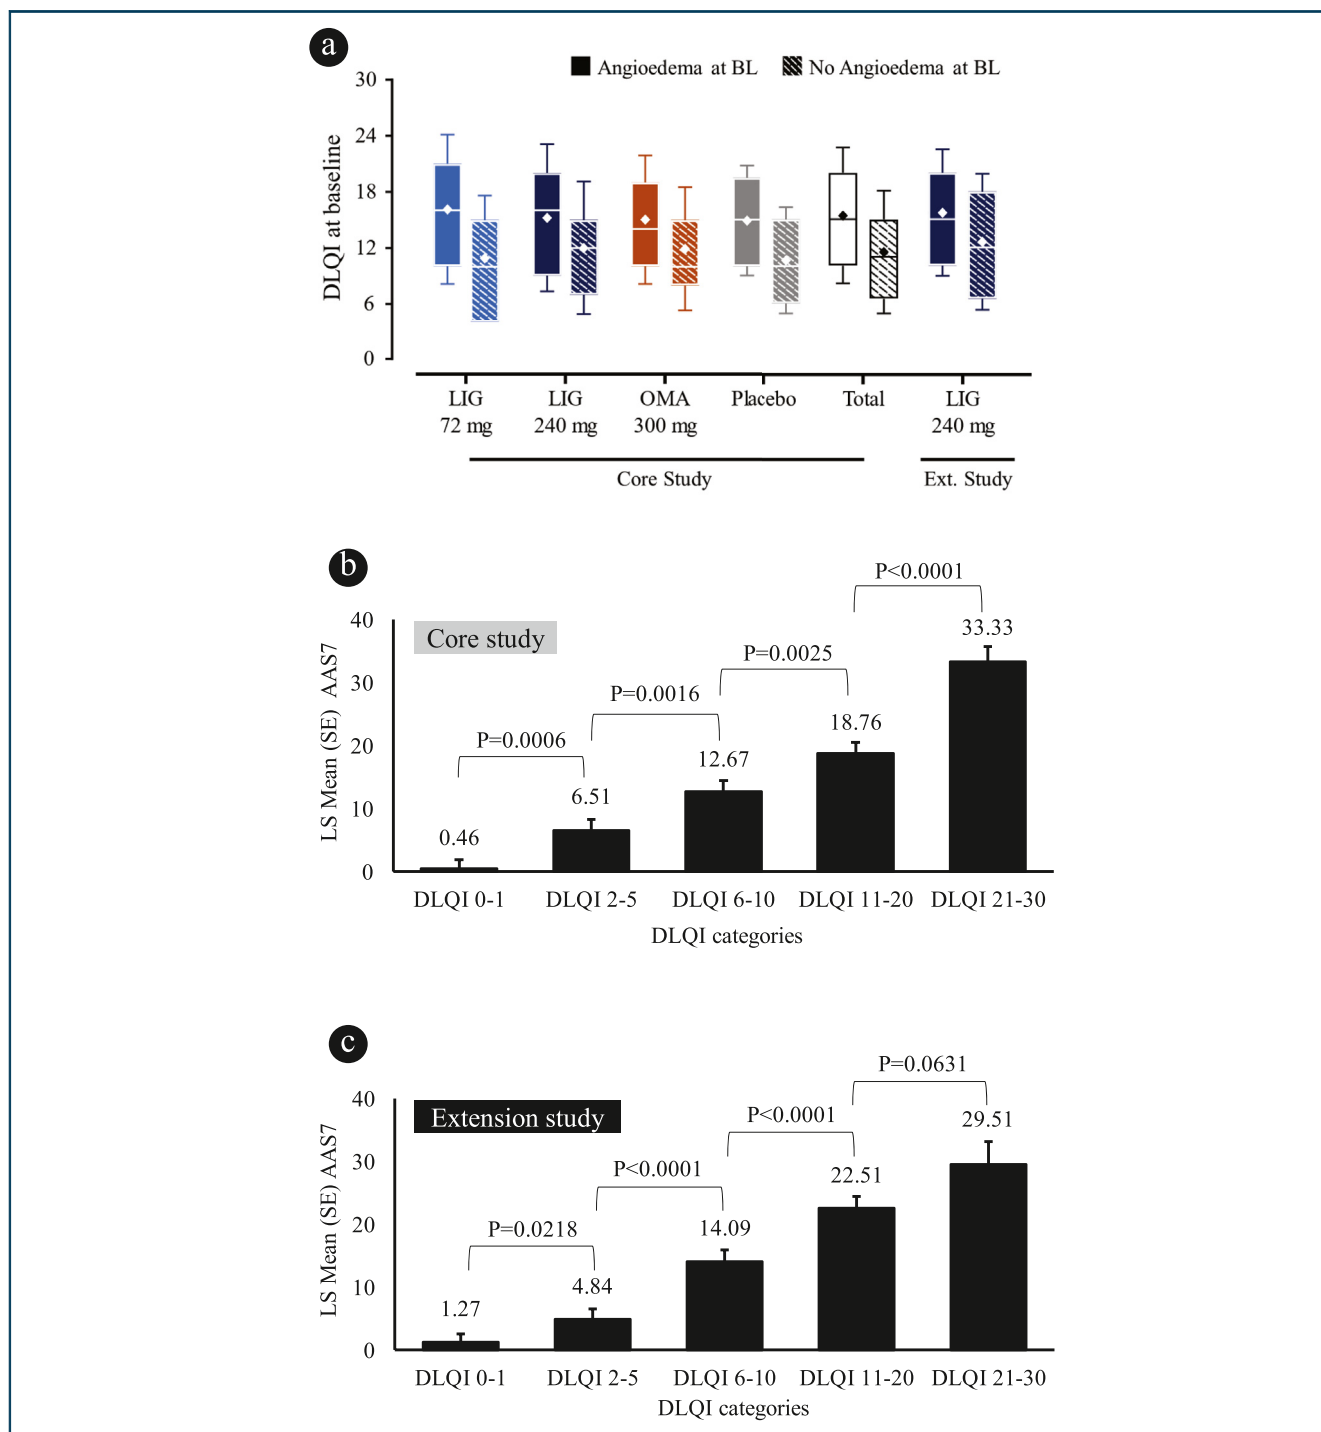 a
Angioedema at BL No Angioedema at BL
30
24
18
12
6
0
DLQI at baseline
LIG 72 mg
LIG 240 mg
OMA 300 mg
Placebo
Total
LIG 240 mg
Core Study
Ext. Study
b
Core study
LS Mean (SE) AAS7
40
30
20
10
0
P=0.0006
P=0.0016
P=0.0025
P<0.0001
0.46
6.51
12.67
18.76
33.33
DLQI 0-1 DLQI 2-5 DLQI 6-10 DLQI 11-20 DLQI 21-30
DLQI categories
c
Extension study
LS Mean (SE) AAS7
40
30
20
10
0
P=0.0218
P<0.0001
P<0.0001
P=0.0631
1.27
4.84
14.09
22.51
29.51
DLQI 0-1 DLQI 2-5 DLQI 6-10 DLQI 11-20 DLQI 21-30
DLQI categories